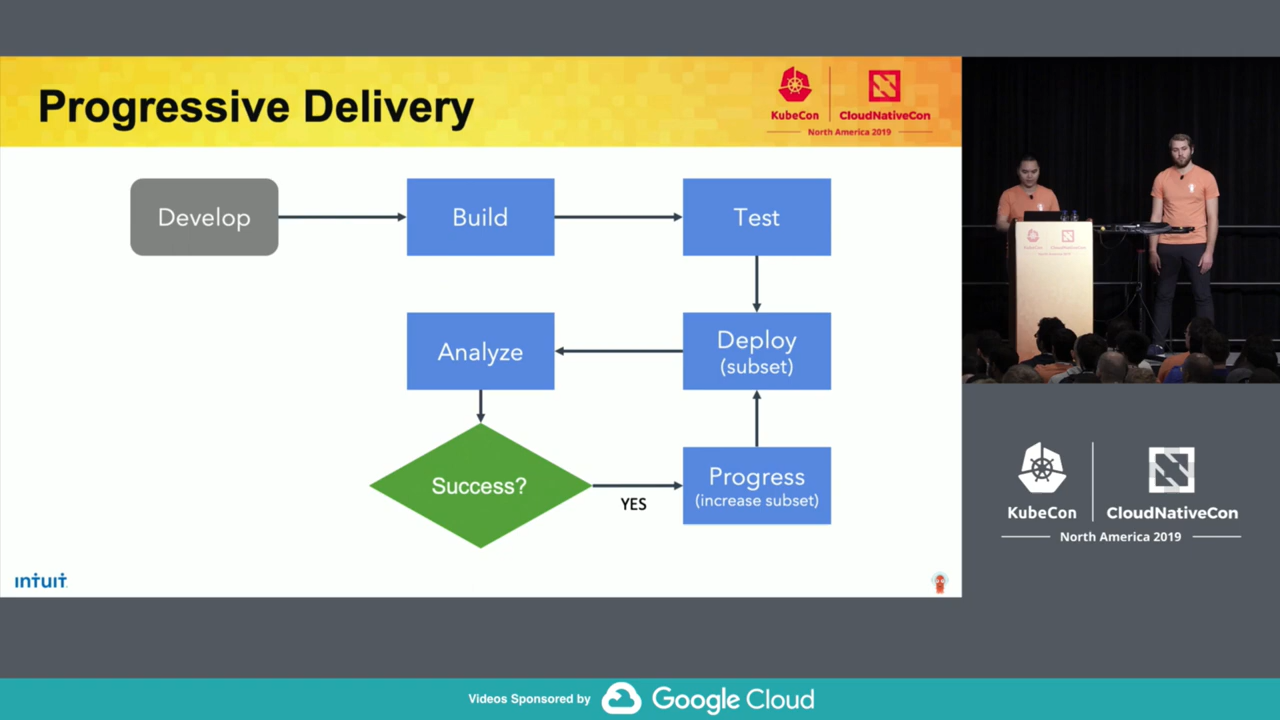 Progressive Delivery
KubeCon
CloudNativeCon
North America 2019
Develop
Build
Test
Analyze
Deploy
(subset)
Success?
YES
Progress
(increase subset)
intuit
KubeCon
CloudNativeCon
North America 2019
Videos Sponsored by
Google Cloud